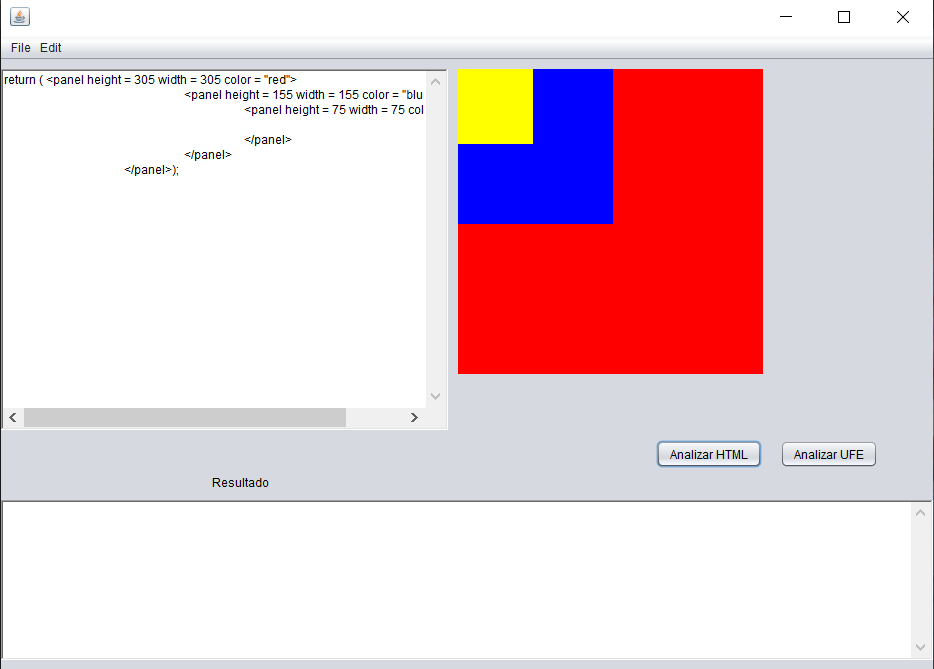 File Edit
return ( <panel height = 305 width = 305 color = "red">
<panel height = 155 width = 155 color = "blu
<panel height = 75 width = 75 col
</panel>
</panel>
</panel>);
Analizar HTML Analizar UFE
Resultado